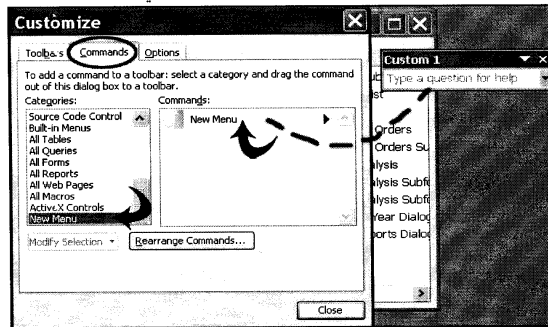 Customize
Toolbars Commands Options
To add a command to a toolbar: select a category and drag the command
out of this dialog box to a toolbar.
Categories:
Source Code Control
Built-in Menus
All Tables
All Queries
All Forms
All Reports
All Web Pages
All Macros
ActiveX Controls
New Menu
Commands:
New Menu
Modify Selection
Rearrange Commands...
Close
Custom 1
Type a question for help
Orders
Orders Su
alysis
alysis Subf
Year Dialog
orts Dialog